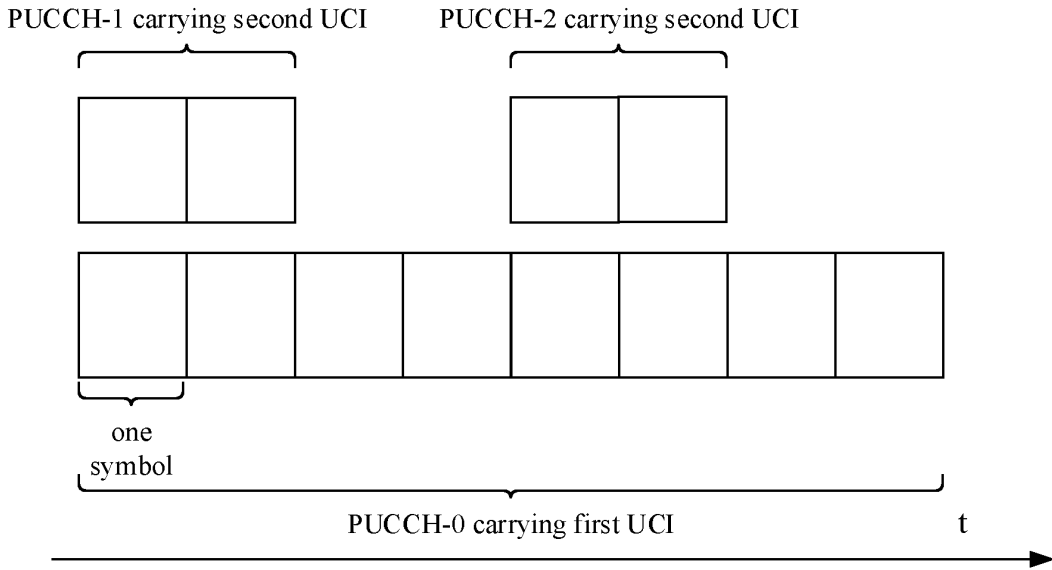 PUCCH-1 carrying second UCI
PUCCH-2 carrying second UCI
one
symbol
PUCCH-0 carrying first UCI
t